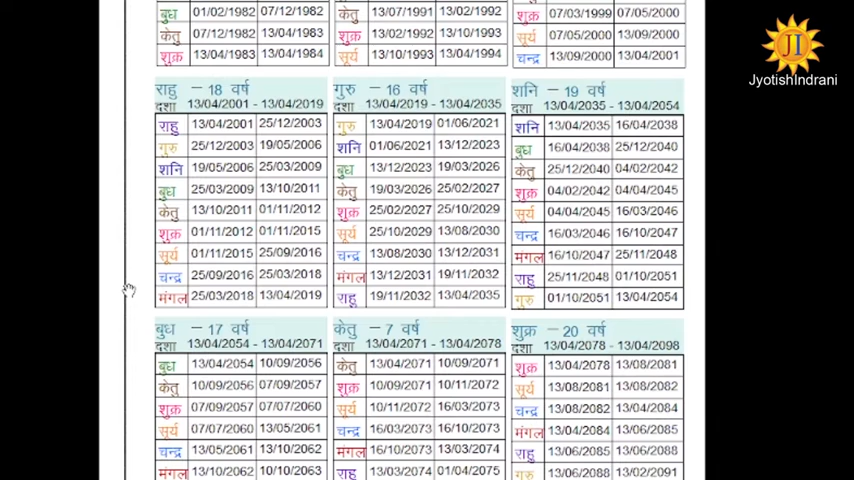 बुध 01/02/1982 07/12/1982
केतु 07/12/1982 13/04/1983
शुक्र 13/04/1983 13/04/1984
केतु 13/07/1991 13/02/1992
शुक्र 13/02/1992 13/10/1993
सूर्य 13/10/1993 13/04/1994
शुक्र 07/03/1999 07/05/2000
सूर्य 07/05/2000 13/09/2000
चन्द्र 13/09/2000 13/04/2001
JI
JyotishIndrani
राहु - 18 वर्ष
दशा 13/04/2001 - 13/04/2019
राहु 13/04/2001 25/12/2003
गुरु 25/12/2003 19/05/2006
शनि 19/05/2006 25/03/2009
बुध 25/03/2009 13/10/2011
केतु 13/10/2011 01/11/2012
शुक्र 01/11/2012 01/11/2015
सूर्य 01/11/2015 25/09/2016
चन्द्र 25/09/2016 25/03/2018
मंगल 25/03/2018 13/04/2019
गुरु - 16 वर्ष
दशा 13/04/2019 - 13/04/2035
गुरु 13/04/2019 01/06/2021
शनि 01/06/2021 13/12/2023
बुध 13/12/2023 19/03/2026
केतु 19/03/2026 25/02/2027
शुक्र 25/02/2027 25/10/2029
सूर्य 25/10/2029 13/08/2030
चन्द्र 13/08/2030 13/12/2031
मंगल 13/12/2031 19/11/2032
राहु 19/11/2032 13/04/2035
शनि - 19 वर्ष
दशा 13/04/2035 - 13/04/2054
शनि 13/04/2035 16/04/2038
बुध 16/04/2038 25/12/2040
केतु 25/12/2040 04/02/2042
शुक्र 04/02/2042 04/04/2045
सूर्य 04/04/2045 16/03/2046
चन्द्र 16/03/2046 16/10/2047
मंगल 16/10/2047 25/11/2048
राहु 25/11/2048 01/10/2051
गुरु 01/10/2051 13/04/2054
बुध - 17 वर्ष
दशा 13/04/2054 - 13/04/2071
बुध 13/04/2054 10/09/2056
केतु 10/09/2056 07/09/2057
शुक्र 07/09/2057 07/07/2060
सूर्य 07/07/2060 13/05/2061
चन्द्र 13/05/2061 13/10/2062
मंगल 13/10/2062 10/10/2063
केतु - 7 वर्ष
दशा 13/04/2071 - 13/04/2078
केतु 13/04/2071 10/09/2071
शुक्र 10/09/2071 10/11/2072
सूर्य 10/11/2072 16/03/2073
चन्द्र 16/03/2073 16/10/2073
मंगल 16/10/2073 13/03/2074
राहु 13/03/2074 01/04/2075
शुक्र - 20 वर्ष
दशा 13/04/2078 - 13/04/2098
शुक्र 13/04/2078 13/08/2081
सूर्य 13/08/2081 13/08/2082
चन्द्र 13/08/2082 13/04/2084
मंगल 13/04/2084 13/06/2085
राहु 13/06/2085 13/06/2088
गुरु 13/06/2088 13/02/2091